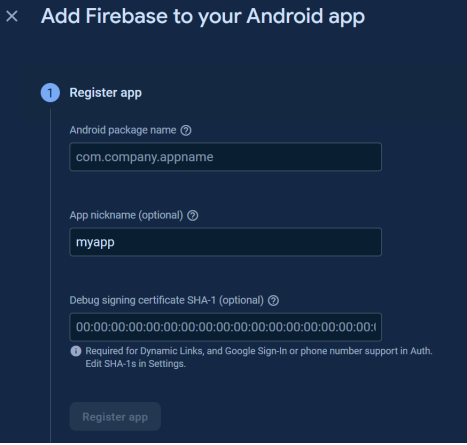 Add Firebase to your Android app
1 Register app
Android package name
com.company.appname
App nickname (optional)
myapp
Debug signing certificate SHA-1 (optional)
00:00:00:00:00:00:00:00:00:00:00:00:00:00:00:00:00:
Required for Dynamic Links, and Google Sign-In or phone number support in Auth.
Edit SHA-1s in Settings.
Register app